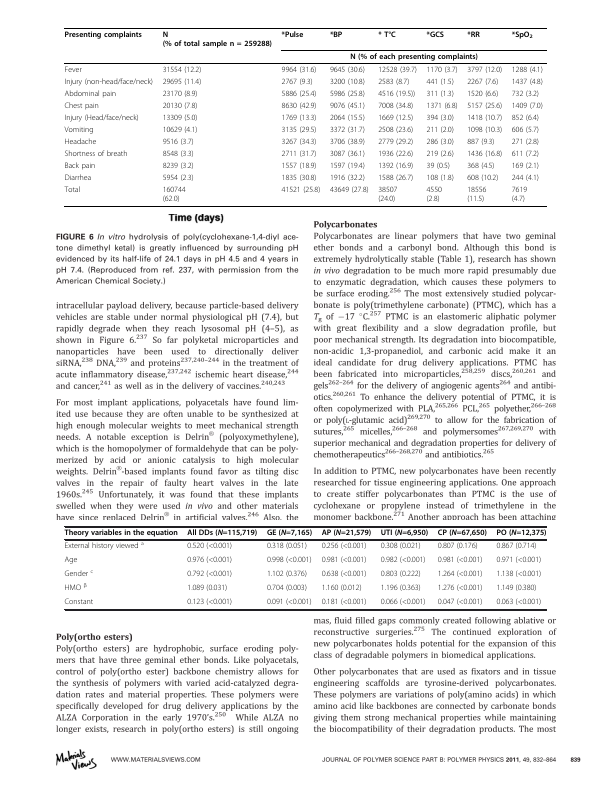 Presenting complaints N *Pulse *BP * T°C *GCS *RR *SpO2
(% of total sample n = 259288)
N (% of each presenting complaints)
Fever 31554 (12.2) 9964 (31.6) 9645 (30.6) 12528 (39.7) 1170 (3.7) 3797 (12.0) 1288 (4.1)
Injury (non-head/face/neck) 29695 (11.4) 2767 (9.3) 3200 (10.8) 2583 (8.7) 441 (1.5) 2267 (7.6) 1437 (4.8)
Abdominal pain 23170 (8.9) 5886 (25.4) 5986 (25.8) 4516 (19.5)) 311 (1.3) 1520 (6.6) 732 (3.2)
Chest pain 20130 (7.8) 8630 (42.9) 9076 (45.1) 7008 (34.8) 1371 (6.8) 5157 (25.6) 1409 (7.0)
Injury (Head/face/neck) 13309 (5.0) 1769 (13.3) 2064 (15.5) 1669 (12.5) 394 (3.0) 1418 (10.7) 852 (6.4)
Vomiting 10629 (4.1) 3135 (29.5) 3372 (31.7) 2508 (23.6) 211 (2.0) 1098 (10.3) 606 (5.7)
Headache 9516 (3.7) 3267 (34.3) 3706 (38.9) 2779 (29.2) 286 (3.0) 887 (9.3) 271 (2.8)
Shortness of breath 8548 (3.3) 2711 (31.7) 3087 (36.1) 1936 (22.6) 219 (2.6) 1436 (16.8) 611 (7.2)
Back pain 8239 (3.2) 1557 (18.9) 1597 (19.4) 1392 (16.9) 39 (0.5) 368 (4.5) 169 (2.1)
Diarrhea 5954 (2.3) 1835 (30.8) 1916 (32.2) 1588 (26.7) 108 (1.8) 608 (10.2) 244 (4.1)
Total 160744 41521 (25.8) 43649 (27.8) 38507 4550 18556 7619
(62.0) (24.0) (2.8) (11.5) (4.7)
Time (days)
FIGURE 6 In vitro hydrolysis of poly(cyclohexane-1,4-diyl ace-
tone dimethyl ketal) is greatly influenced by surrounding pH
evidenced by its half-life of 24.1 days in pH 4.5 and 4 years in
pH 7.4. (Reproduced from ref. 237, with permission from the
American Chemical Society.)
intracellular payload delivery, because particle-based delivery
vehicles are stable under normal physiological pH (7.4), but
rapidly degrade when they reach lysosomal pH (4–5), as
shown in Figure 6.237 So far polyketal microparticles and
nanoparticles have been used to directionally deliver
siRNA,238 DNA,239 and proteins237,240–244 in the treatment of
acute inflammatory disease,237,242 ischemic heart disease,244
and cancer,241 as well as in the delivery of vaccines.240,243
For most implant applications, polyacetals have found lim-
ited use because they are often unable to be synthesized at
high enough molecular weights to meet mechanical strength
needs. A notable exception is Delrin® (polyoxymethylene),
which is the homopolymer of formaldehyde that can be poly-
merized by acid or anionic catalysis to high molecular
weights. Delrin®-based implants found favor as tilting disc
valves in the repair of faulty heart valves in the late
1960s.245 Unfortunately, it was found that these implants
swelled when they were used in vivo and other materials
have since replaced Delrin® in artificial valves.246 Also, the
Polycarbonates
Polycarbonates are linear polymers that have two geminal
ether bonds and a carbonyl bond. Although this bond is
extremely hydrolytically stable (Table 1), research has shown
in vivo degradation to be much more rapid presumably due
to enzymatic degradation, which causes these polymers to
be surface eroding.256 The most extensively studied polycar-
bonate is poly(trimethylene carbonate) (PTMC), which has a
Tg of −17 °C.257 PTMC is an elastomeric aliphatic polymer
with great flexibility and a slow degradation profile, but
poor mechanical strength. Its degradation into biocompatible,
non-acidic 1,3-propanediol, and carbonic acid make it an
ideal candidate for drug delivery applications. PTMC has
been fabricated into microparticles,258,259 discs,260,261 and
gels262–264 for the delivery of angiogenic agents264 and antibi-
otics.260,261 To enhance the delivery potential of PTMC, it is
often copolymerized with PLA,265,266 PCL,265 polyether,266–268
or poly(L-glutamic acid)269,270 to allow for the fabrication of
sutures,265 micelles,266–268 and polymersomes267,269,270 with
superior mechanical and degradation properties for delivery of
chemotherapeutics266–268,270 and antibiotics.265
In addition to PTMC, new polycarbonates have been recently
researched for tissue engineering applications. One approach
to create stiffer polycarbonates than PTMC is the use of
cyclohexane or propylene instead of trimethylene in the
monomer backbone.271 Another approach has been attaching
Theory variables in the equation All DDs (N=115,719) GE (N=7,165) AP (N=21,579) UTI (N=6,950) CP (N=67,650) PO (N=12,375)
External history viewed a 0.520 (<0.001) 0.318 (0.051) 0.256 (<0.001) 0.308 (0.021) 0.807 (0.176) 0.867 (0.714)
Age 0.976 (<0.001) 0.998 (<0.001) 0.981 (<0.001) 0.982 (<0.001) 0.981 (<0.001) 0.971 (<0.001)
Gender c 0.792 (<0.001) 1.102 (0.376) 0.638 (<0.001) 0.803 (0.222) 1.264 (<0.001) 1.138 (<0.001)
HMO β 1.089 (0.031) 0.704 (0.003) 1.160 (0.012) 1.196 (0.363) 1.276 (<0.001) 1.149 (0.380)
Constant 0.123 (<0.001) 0.091 (<0.001) 0.181 (<0.001) 0.066 (<0.001) 0.047 (<0.001) 0.063 (<0.001)
Poly(ortho esters)
Poly(ortho esters) are hydrophobic, surface eroding poly-
mers that have three geminal ether bonds. Like polyacetals,
control of poly(ortho ester) backbone chemistry allows for
the synthesis of polymers with varied acid-catalyzed degra-
dation rates and material properties. These polymers were
specifically developed for drug delivery applications by the
ALZA Corporation in the early 1970's.250 While ALZA no
longer exists, research in poly(ortho esters) is still ongoing
mas, fluid filled gaps commonly created following ablative or
reconstructive surgeries.275 The continued exploration of
new polycarbonates holds potential for the expansion of this
class of degradable polymers in biomedical applications.
Other polycarbonates that are used as fixators and in tissue
engineering scaffolds are tyrosine-derived polycarbonates.
These polymers are variations of poly(amino acids) in which
amino acid like backbones are connected by carbonate bonds
giving them strong mechanical properties while maintaining
the biocompatibility of their degradation products. The most
Materials Views WWW.MATERIALSVIEWS.COM JOURNAL OF POLYMER SCIENCE PART B: POLYMER PHYSICS 2011, 49, 832–864 839